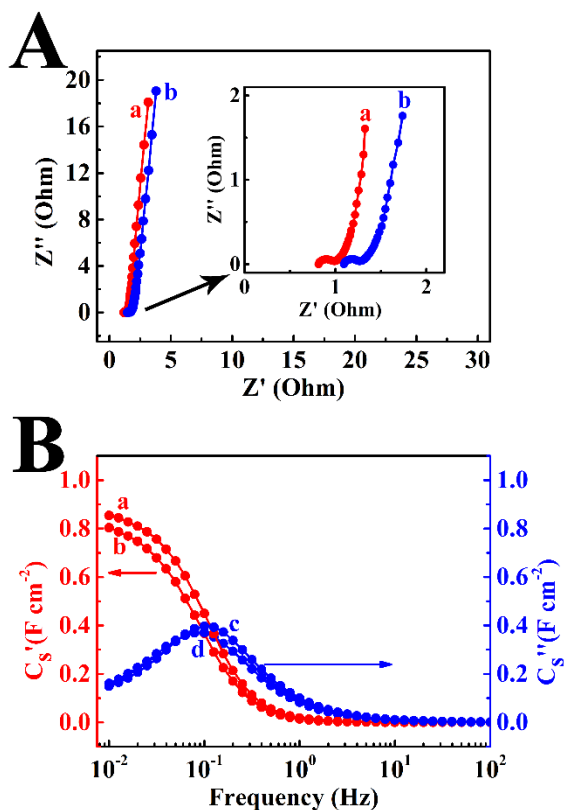 A
20
16
12
8
4
0
Z'' (Ohm)
a
b
2
1
0
Z'' (Ohm)
a
b
0
1
2
Z' (Ohm)
0
5
10
15
20
25
30
Z' (Ohm)
B
1.0
0.8
0.6
0.4
0.2
0.0
Cs'(F cm-2)
a
b
c
d
1.0
0.8
0.6
0.4
0.2
0.0
Cs''(F cm-2)
10-2
10-1
100
101
102
Frequency (Hz)